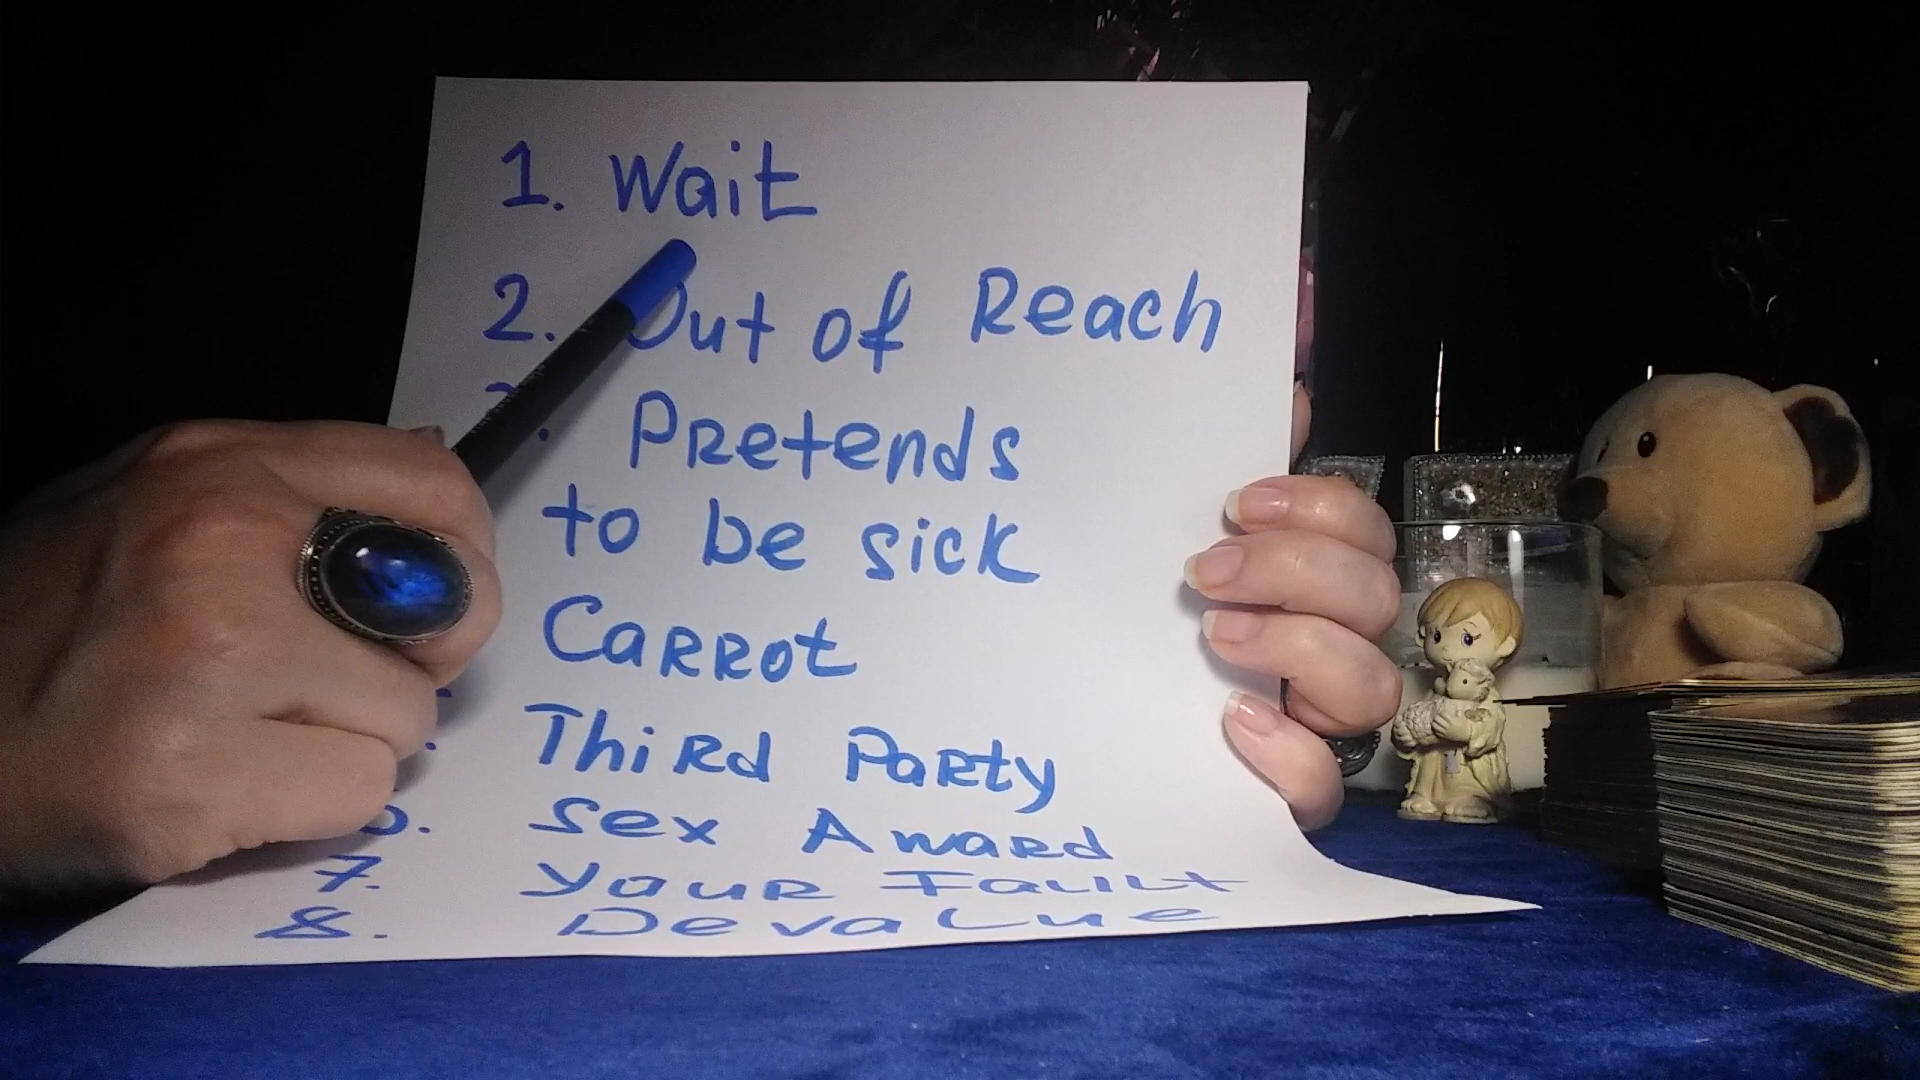 1. Wait
2. Out of Reach
Pretends
to be sick
Carrot
Third Party
Sex Award
7. Your Fault
8. Devalue